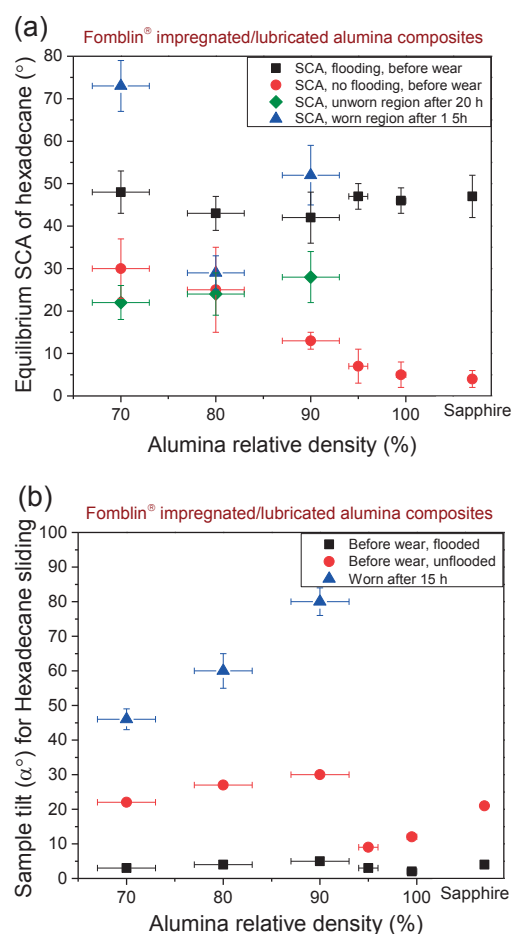 (a)
Fomblin® impregnated/lubricated alumina composites
80
70
60
50
40
30
20
10
0
Equilibrium SCA of hexadecane (°)
SCA, flooding, before wear
SCA, no flooding, before wear
SCA, unworn region after 20 h
SCA, worn region after 1 5h
70
80
90
100
Sapphire
Alumina relative density (%)
(b)
Fomblin® impregnated/lubricated alumina composites
100
90
80
70
60
50
40
30
20
10
0
Sample tilt (α°) for Hexadecane sliding
Before wear, flooded
Before wear, unflooded
Worn after 15 h
70
80
90
100
Sapphire
Alumina relative density (%)